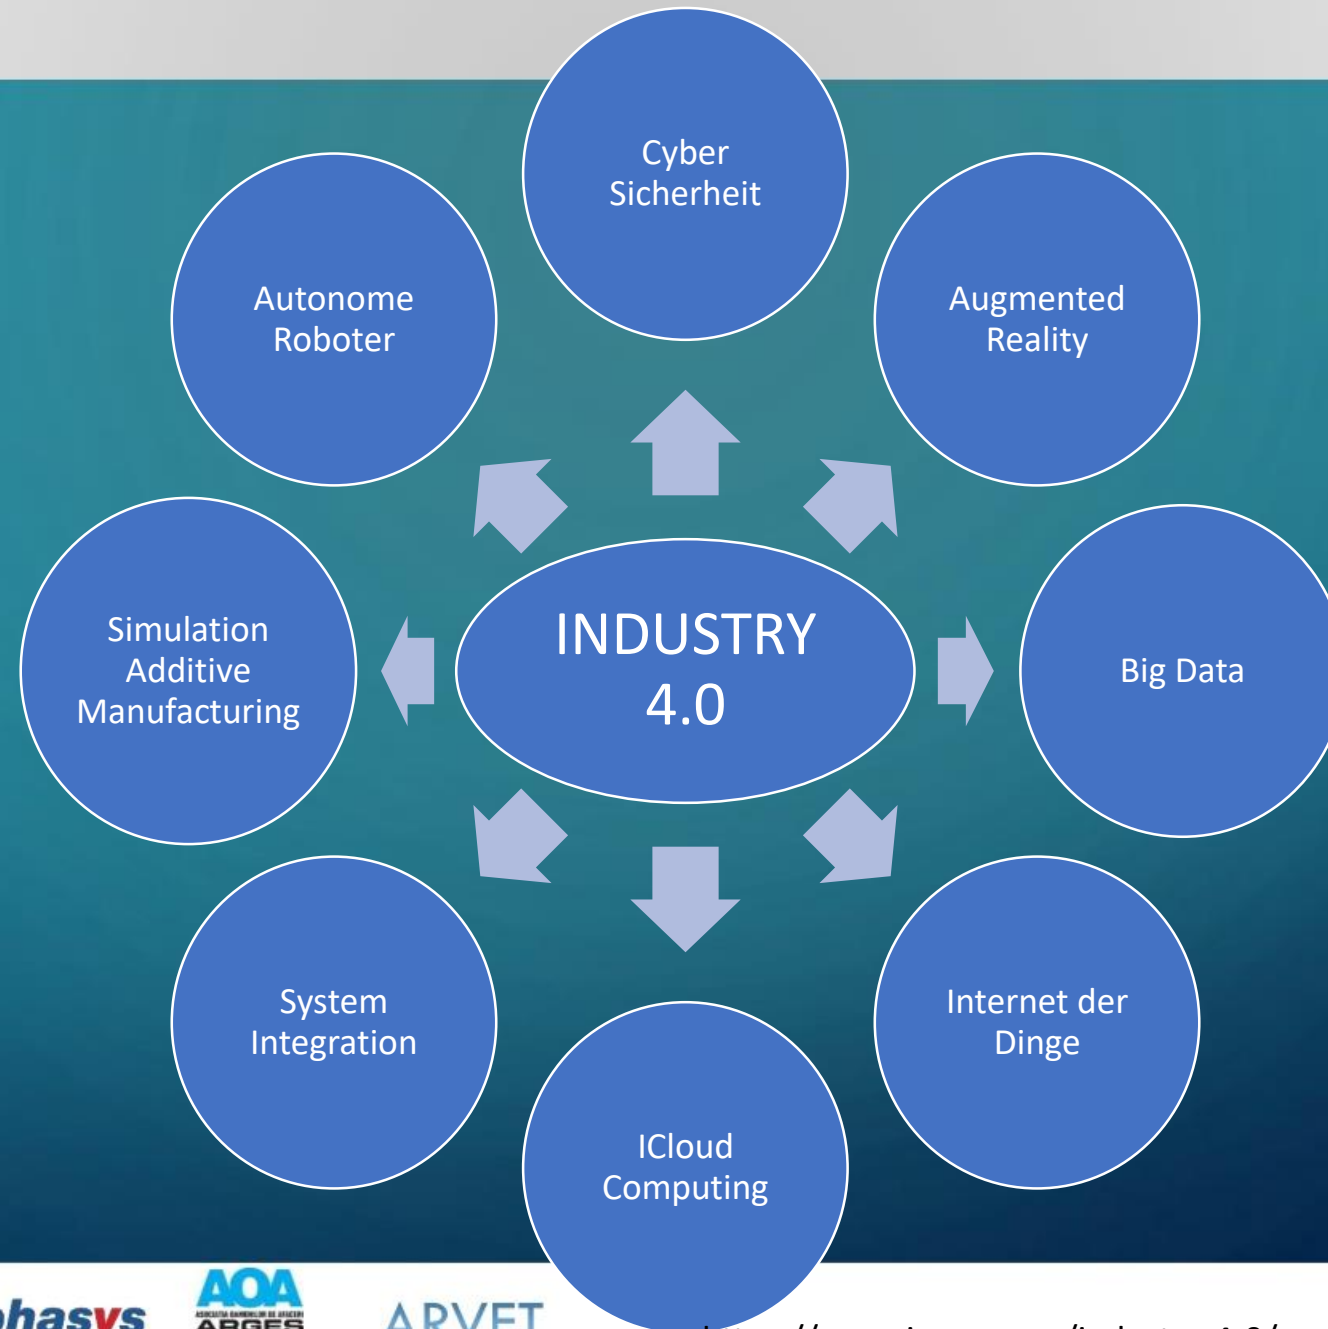 Cyber
Sicherheit
Autonome
Roboter
Augmented
Reality
Simulation
Additive
Manufacturing
INDUSTRY
4.0
Big Data
System
Integration
Internet der
Dinge
ICloud
Computing
AOA
ARGES
ARVET